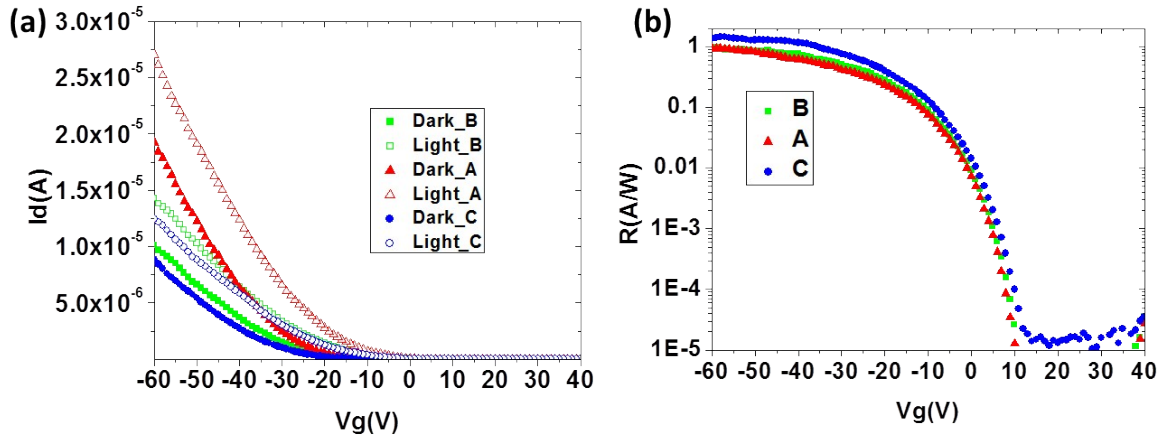 (a)
3.0x10⁻⁵
2.5x10⁻⁵
2.0x10⁻⁵
1.5x10⁻⁵
1.0x10⁻⁵
5.0x10⁻⁶
Id(A)
Dark_B
Light_B
Dark_A
Light_A
Dark_C
Light_C
-60 -50 -40 -30 -20 -10 0 10 20 30 40
Vg(V)
(b)
1
0.1
0.01
1E-3
1E-4
1E-5
R(A/W)
B
A
C
-60 -50 -40 -30 -20 -10 0 10 20 30 40
Vg(V)